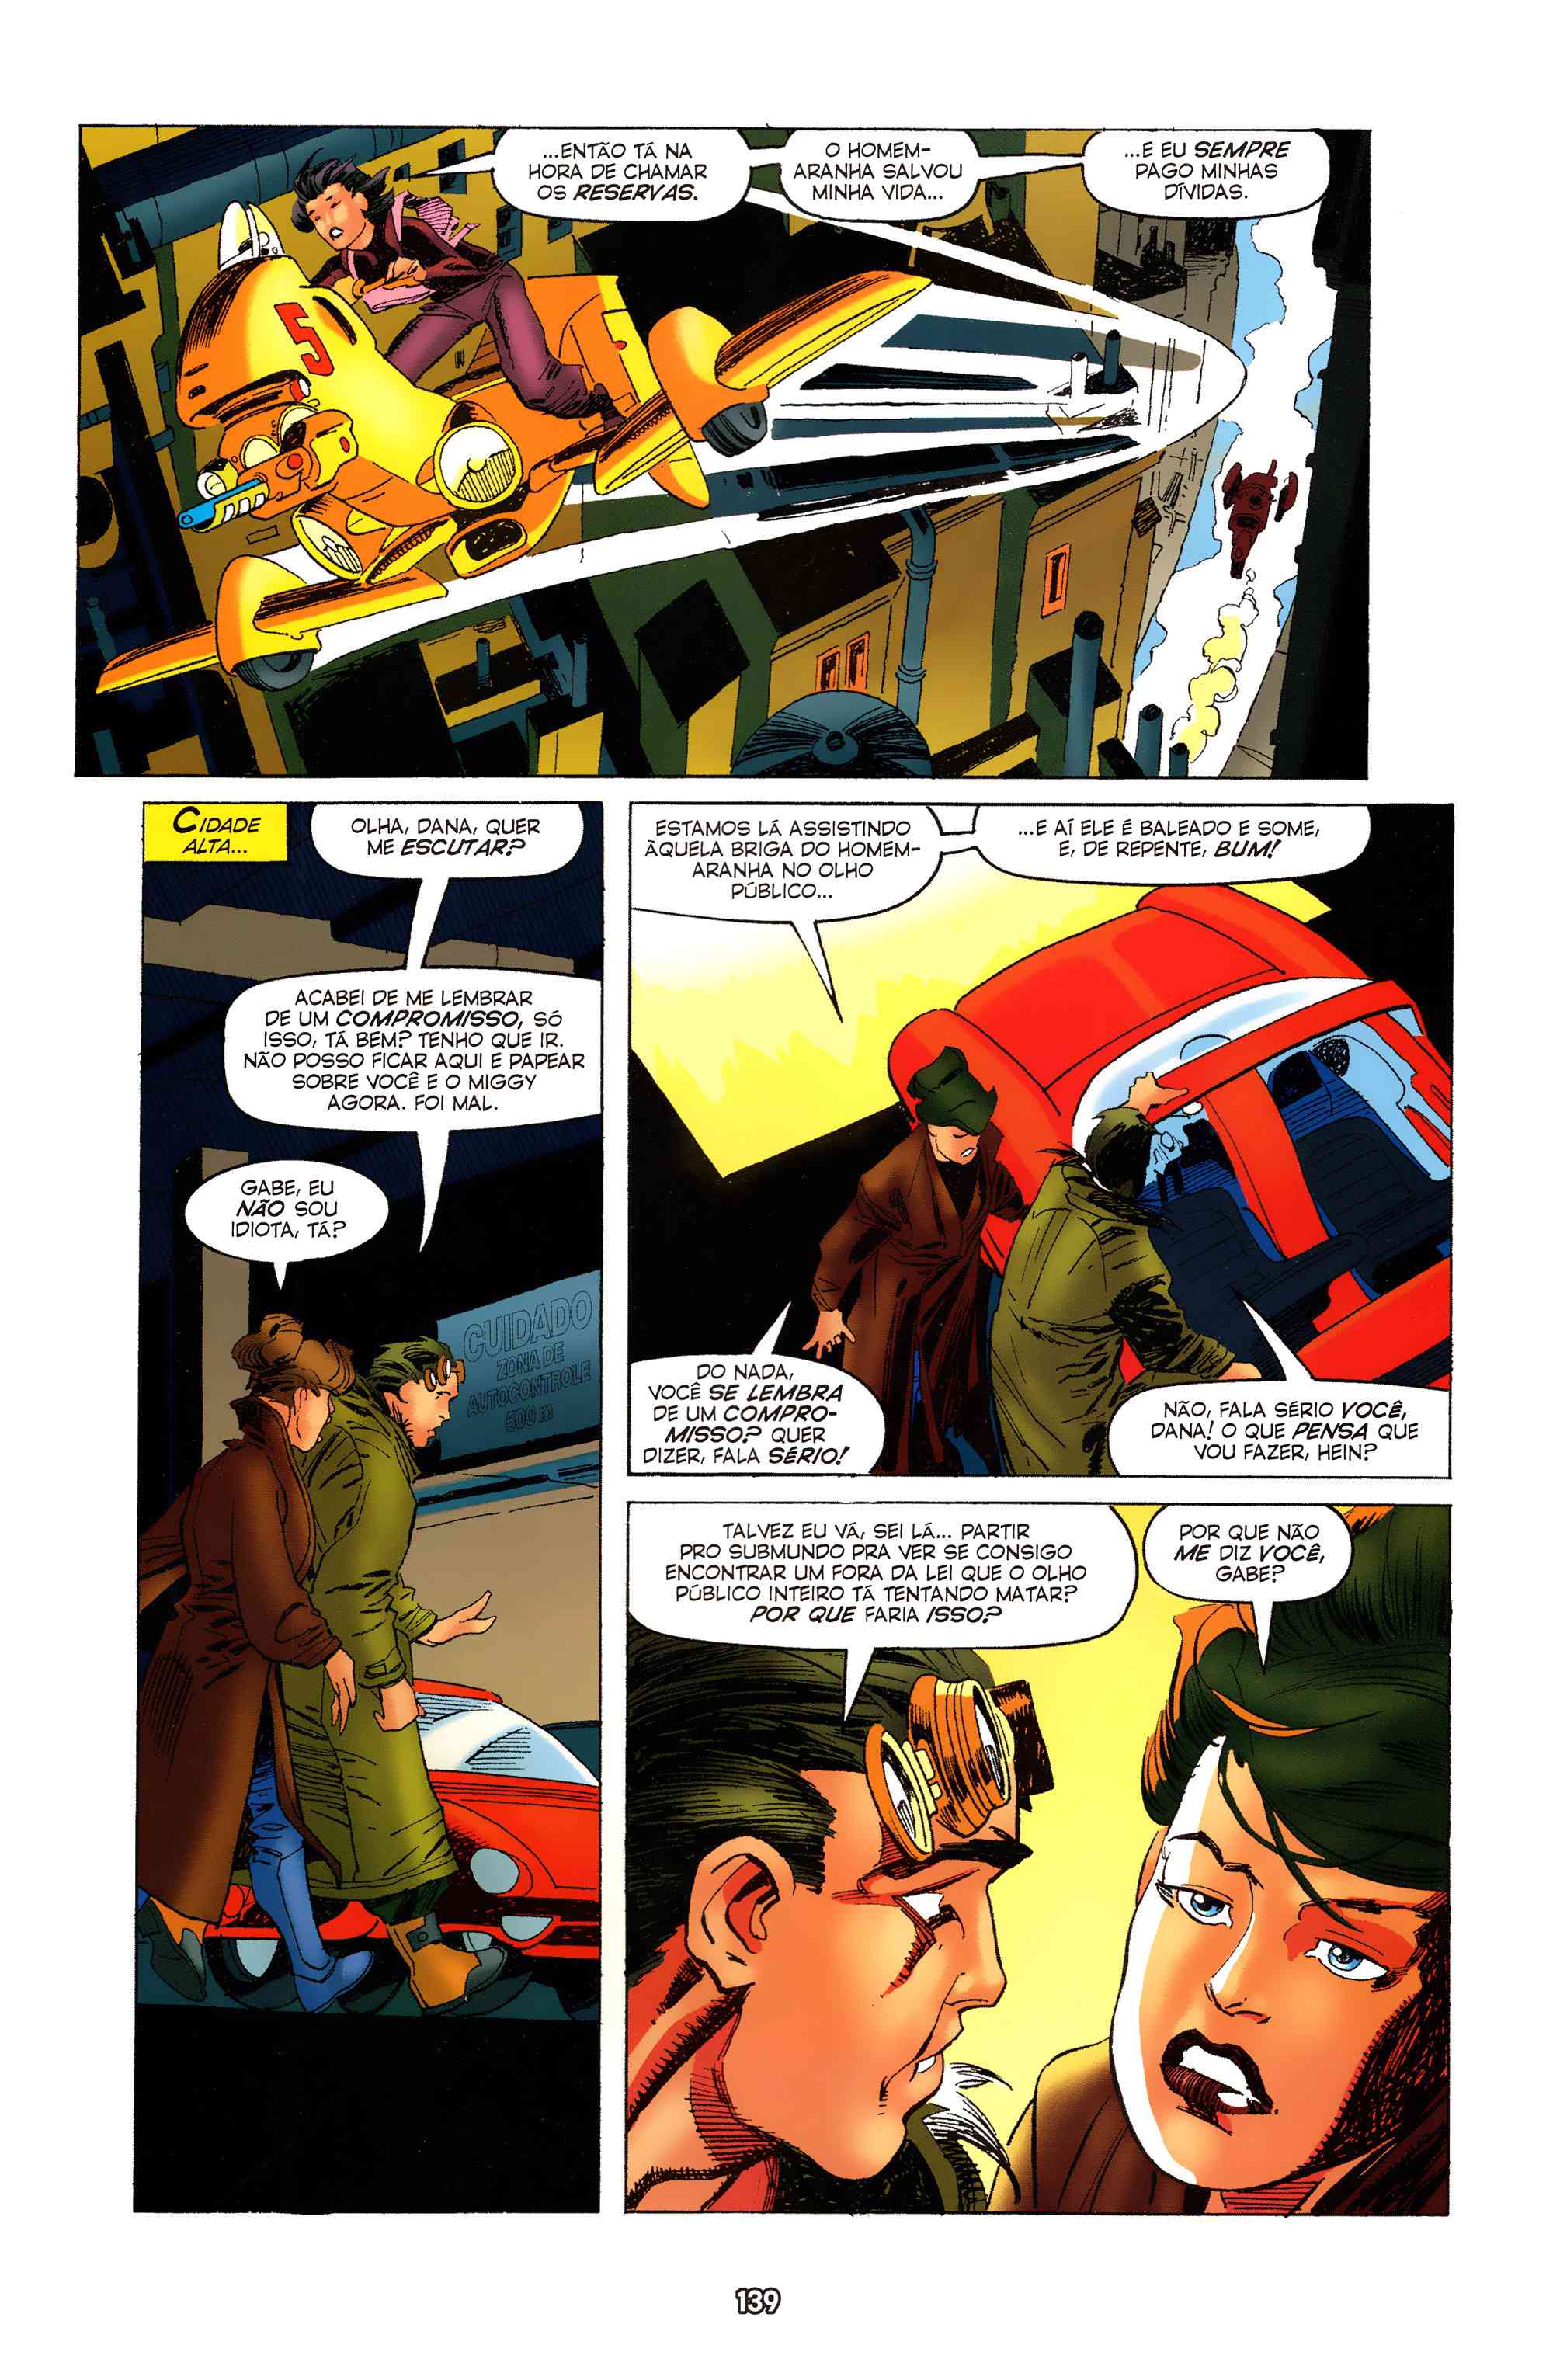 ...ENTÃO TÁ NA
HORA DE CHAMAR
OS RESERVAS.
O HOMEM-
ARANHA SALVOU
MINHA VIDA...
...E EU SEMPRE
PAGO MINHAS
DÍVIDAS.
5
CIDADE
ALTA...
OLHA, DANA, QUER
ME ESCUTAR?
ACABEI DE ME LEMBRAR
DE UM COMPROMISSO, SÓ
ISSO, TÁ BEM? TENHO QUE IR.
NÃO POSSO FICAR AQUI E PAPEAR
SOBRE VOCÊ E O MIGGY
AGORA. FOI MAL.
GABE, EU
NÃO SOU
IDIOTA, TÁ?
CUIDADO
ZONA DE
AUTOCONTROLE
500 M
ESTAMOS LÁ ASSISTINDO
ÀQUELA BRIGA DO HOMEM-
ARANHA NO OLHO
PÚBLICO...
...E AÍ ELE É BALEADO E SOME,
E, DE REPENTE, BUM!
DO NADA,
VOCÊ SE LEMBRA
DE UM COMPRO-
MISSO? QUER
DIZER, FALA SÉRIO!
NÃO, FALA SÉRIO VOCÊ,
DANA! O QUE PENSA QUE
VOU FAZER, HEIN?
TALVEZ EU VÁ, SEI LÁ... PARTIR
PRO SUBMUNDO PRA VER SE CONSIGO
ENCONTRAR UM FORA DA LEI QUE O OLHO
PÚBLICO INTEIRO TÁ TENTANDO MATAR?
POR QUE FARIA ISSO?
POR QUE NÃO
ME DIZ VOCÊ,
GABE?
139